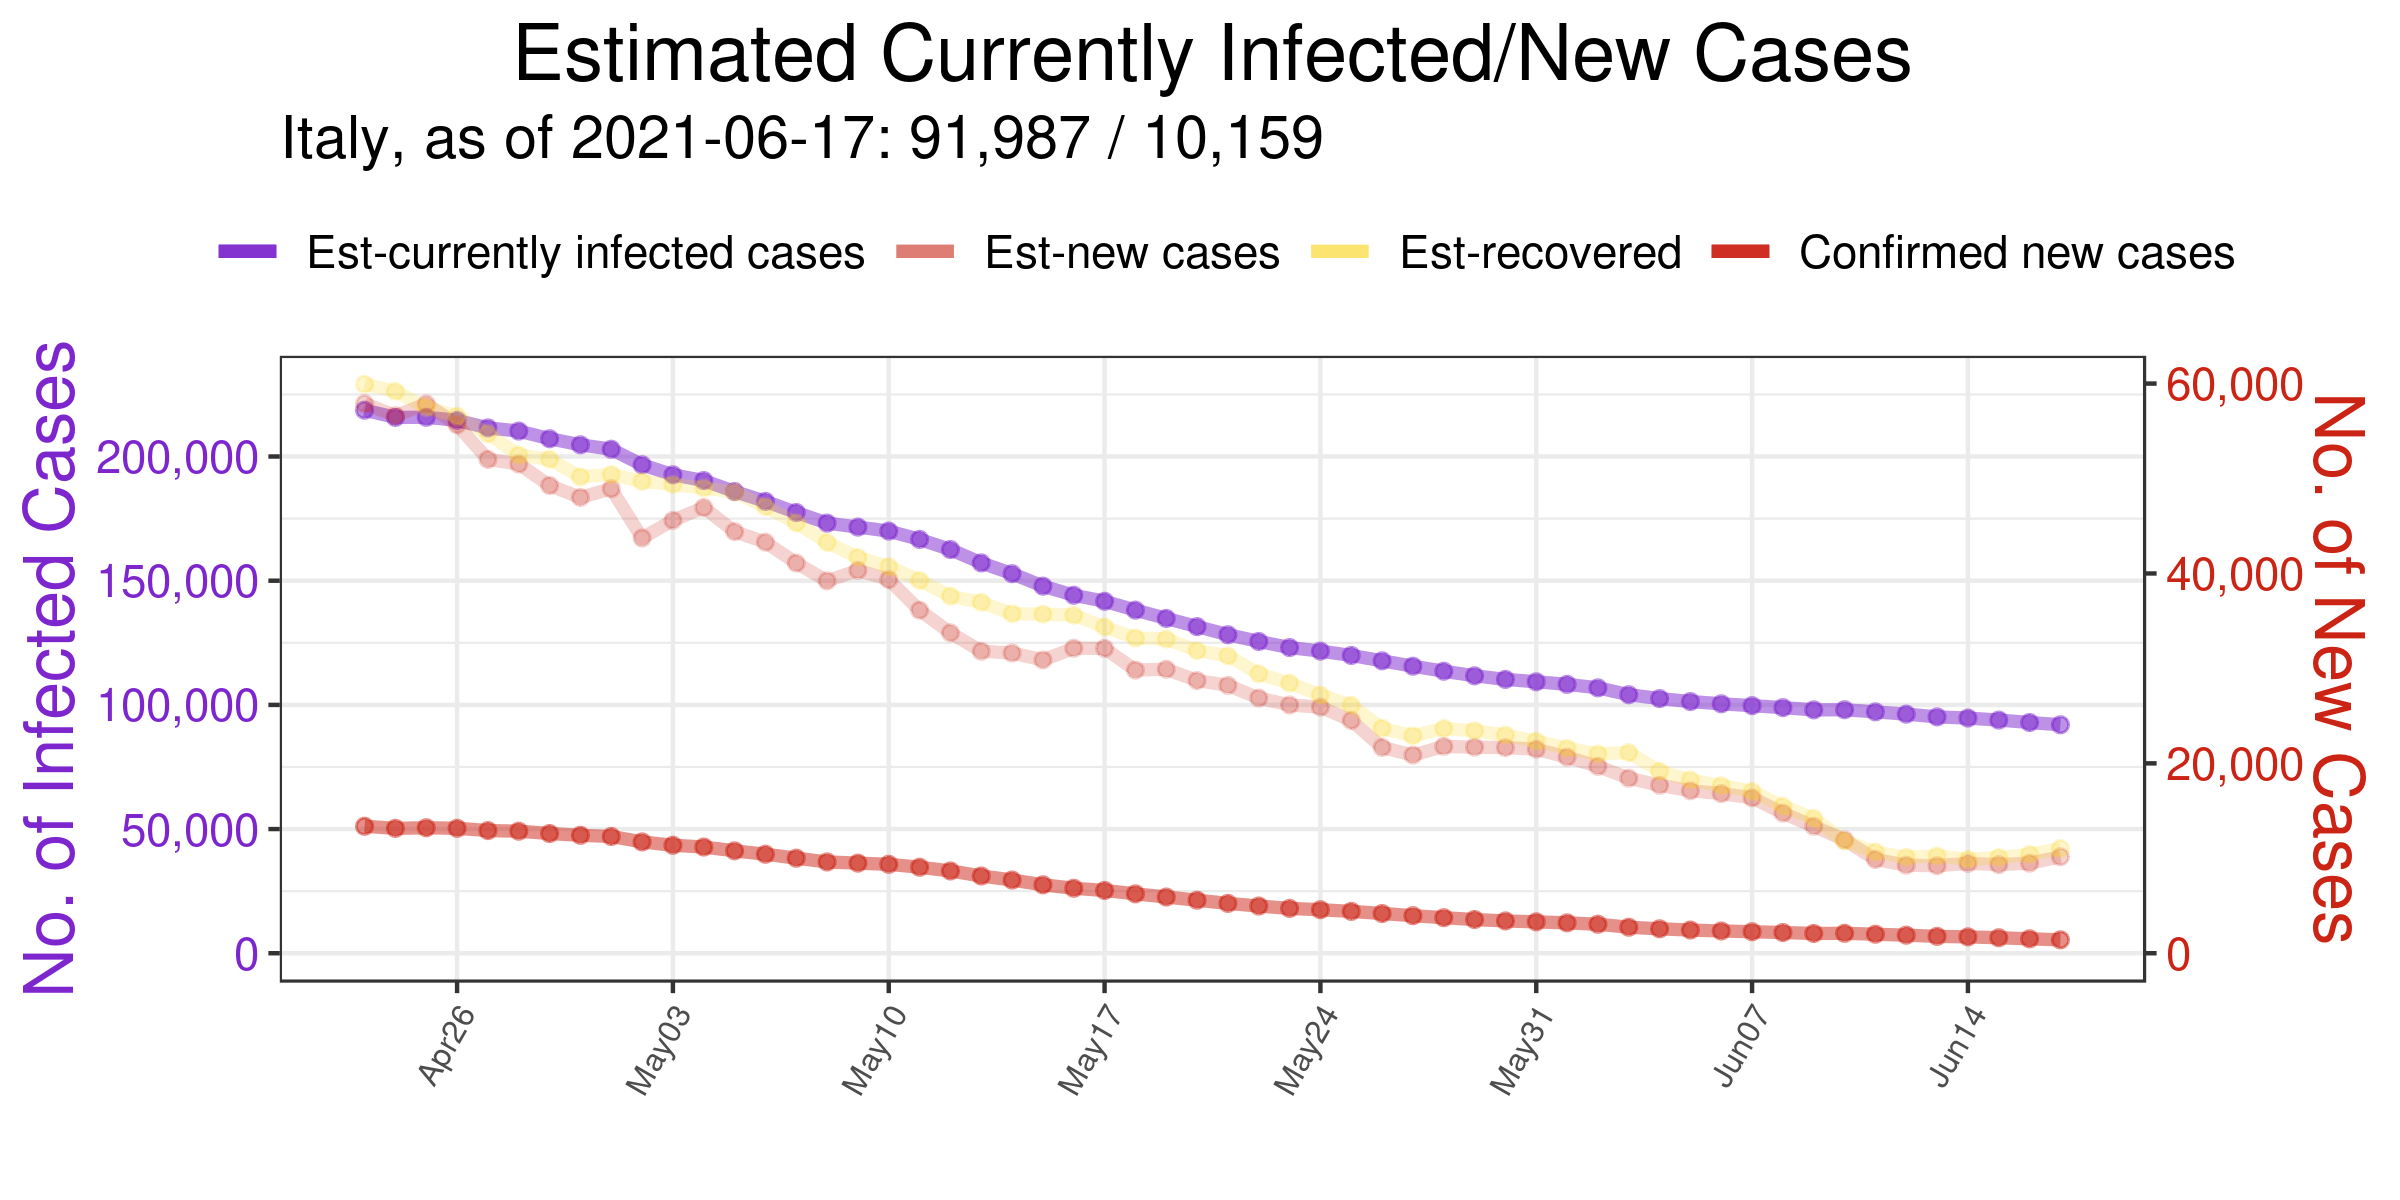 Estimated Currently Infected/New Cases
Italy, as of 2021-06-17: 91,987 / 10,159
Est-currently infected cases Est-new cases Est-recovered Confirmed new cases
No. of Infected Cases
200,000
150,000
100,000
50,000
0
60,000
40,000
20,000
0
No. of New Cases
Apr26 May03 May10 May17 May24 May31 Jun07 Jun14